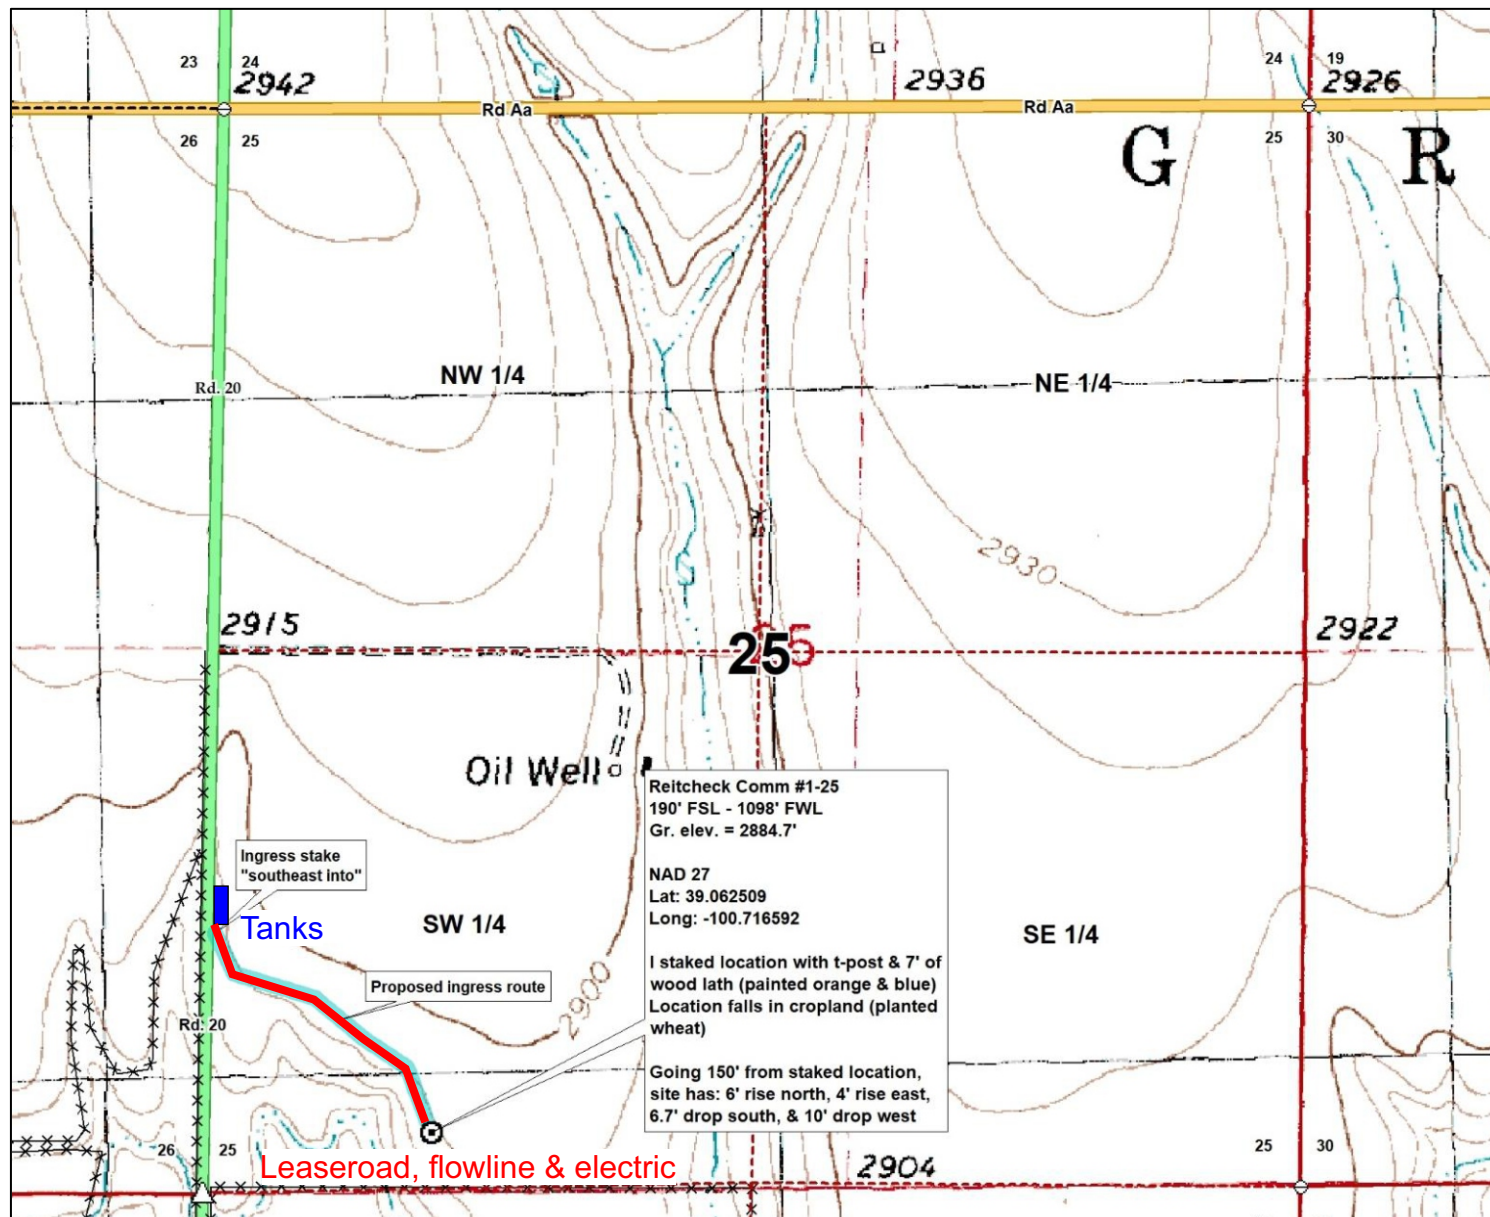 23 24
2942
2936
24 19
2926
Rd Aa
Rd Aa
26 25
25 30
G R
NW 1/4
NE 1/4
Rd. 20
2930
2915
25
2922
Oil Well
Reitcheck Comm #1-25
190' FSL - 1098' FWL
Gr. elev. = 2884.7'
NAD 27
Lat: 39.062509
Long: -100.716592
I staked location with t-post & 7' of
wood lath (painted orange & blue)
Location falls in cropland (planted
wheat)
Going 150' from staked location,
site has: 6' rise north, 4' rise east,
6.7' drop south, & 10' drop west
Ingress stake
"southeast into"
Tanks
SW 1/4
SE 1/4
Proposed ingress route
2900
Rd. 20
26 25
25 30
Leaseroad, flowline & electric
2904